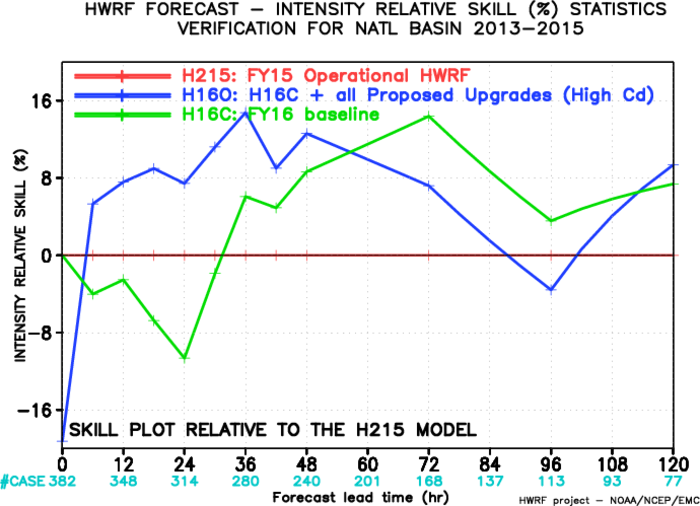 HWRF FORECAST - INTENSITY RELATIVE SKILL (%) STATISTICS
VERIFICATION FOR NATL BASIN 2013-2015
H215: FY15 Operational HWRF
H16O: H16C + all Proposed Upgrades (High Cd)
H16C: FY16 baseline
INTENSITY RELATIVE SKILL (%)
16
8
0
-8
-16
SKILL PLOT RELATIVE TO THE H215 MODEL
0 12 24 36 48 60 72 84 96 108 120
#CASE 382 348 314 280 240 201 168 137 113 93 77
Forecast lead time (hr)
HWRF project - NOAA/NCEP/EMC